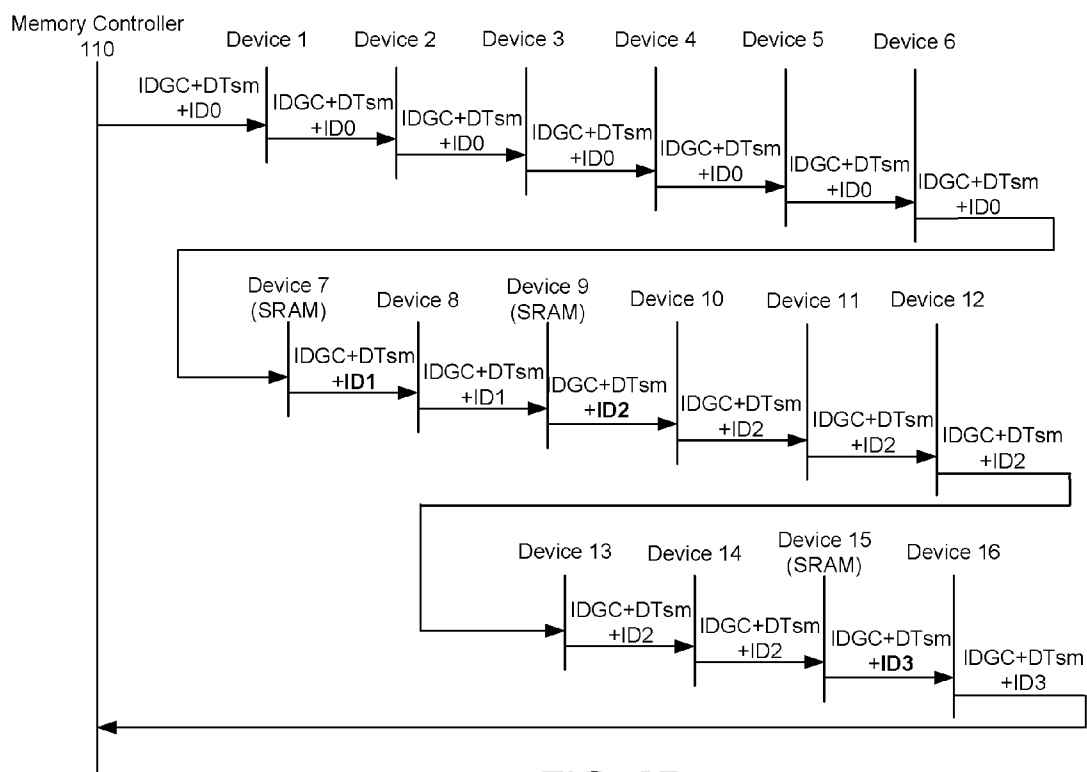 Memory Controller
110
Device 1
Device 2
Device 3
Device 4
Device 5
Device 6
IDGC+DTsm
+ID0
IDGC+DTsm
+ID0
IDGC+DTsm
+ID0
IDGC+DTsm
+ID0
IDGC+DTsm
+ID0
IDGC+DTsm
+ID0
IDGC+DTsm
+ID0
Device 7
(SRAM)
Device 8
Device 9
(SRAM)
Device 10
Device 11
Device 12
IDGC+DTsm
+ID1
IDGC+DTsm
+ID1
IDGC+DTsm
+ID2
IDGC+DTsm
+ID2
IDGC+DTsm
+ID2
IDGC+DTsm
+ID2
Device 13
Device 14
Device 15
(SRAM)
Device 16
IDGC+DTsm
+ID2
IDGC+DTsm
+ID2
IDGC+DTsm
+ID3
IDGC+DTsm
+ID3